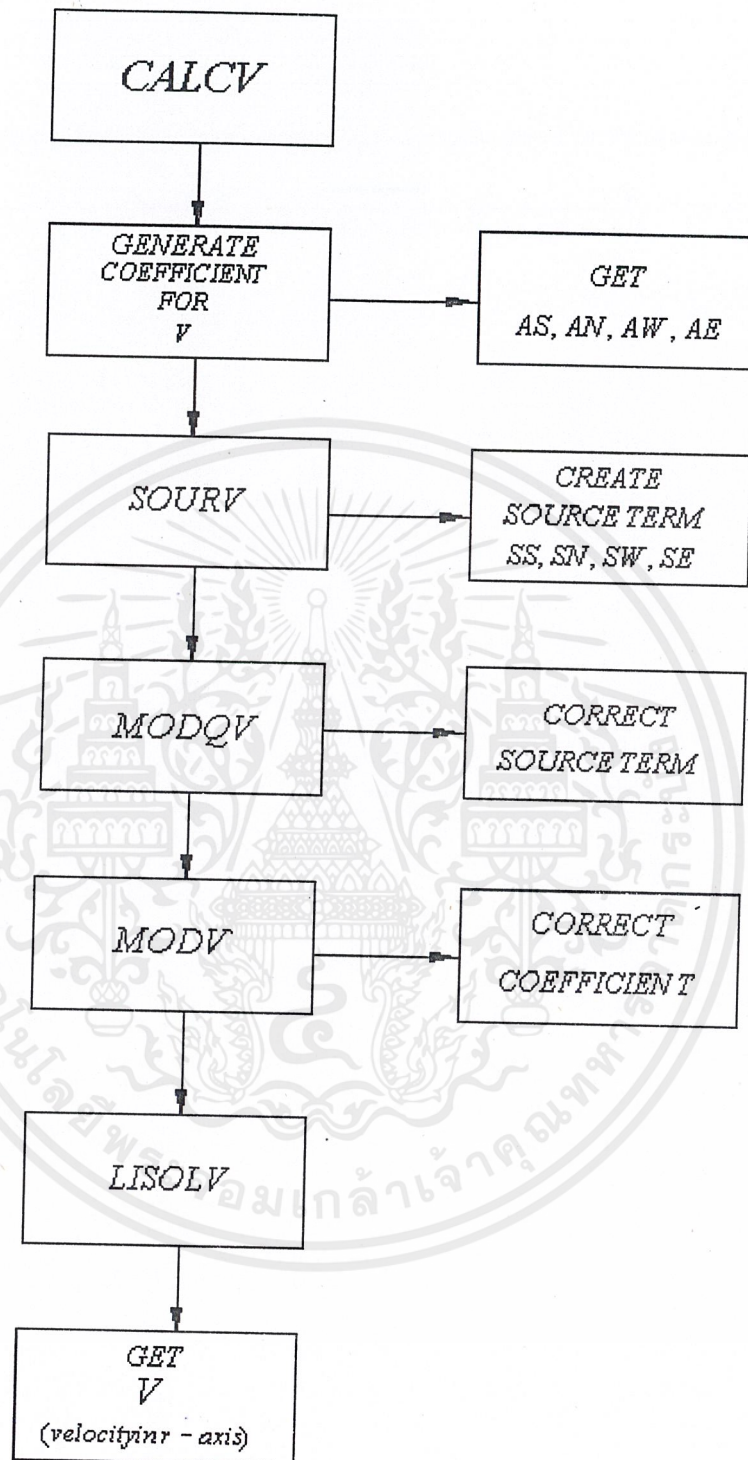 CALCV
GENERATE
COEFFICIENT
FOR
V
GET
AS, AN, AW, AE
SOURV
CREATE
SOURCE TERM
SS, SN, SW, SE
MODQV
CORRECT
SOURCE TERM
MODV
CORRECT
COEFFICIENT
LISOLV
GET
V
(velocityinr - axis)